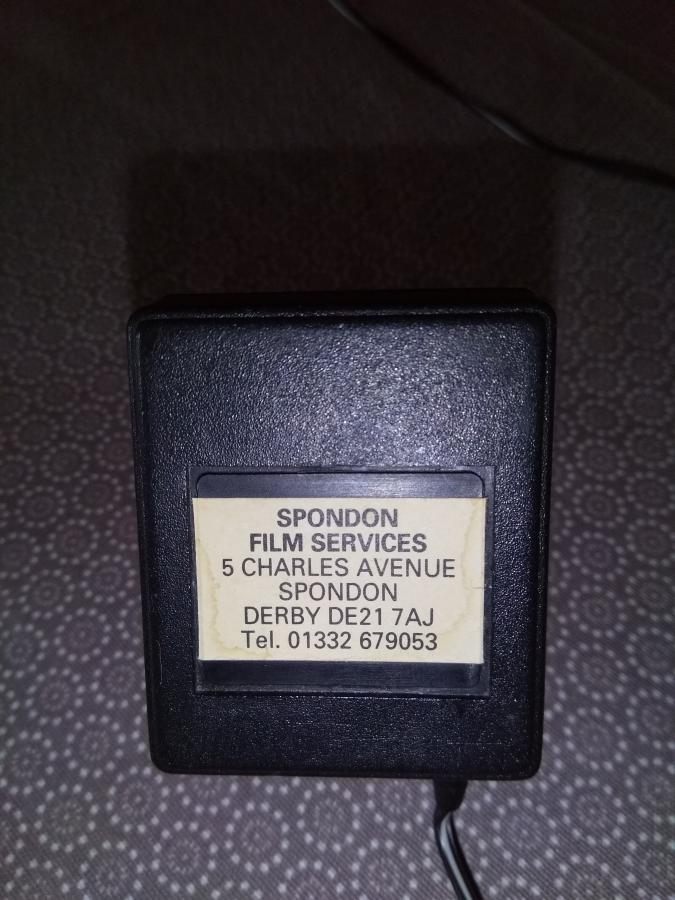 SPONDON
FILM SERVICES
5 CHARLES AVENUE
SPONDON
DERBY DE21 7AJ
Tel. 01332 679053